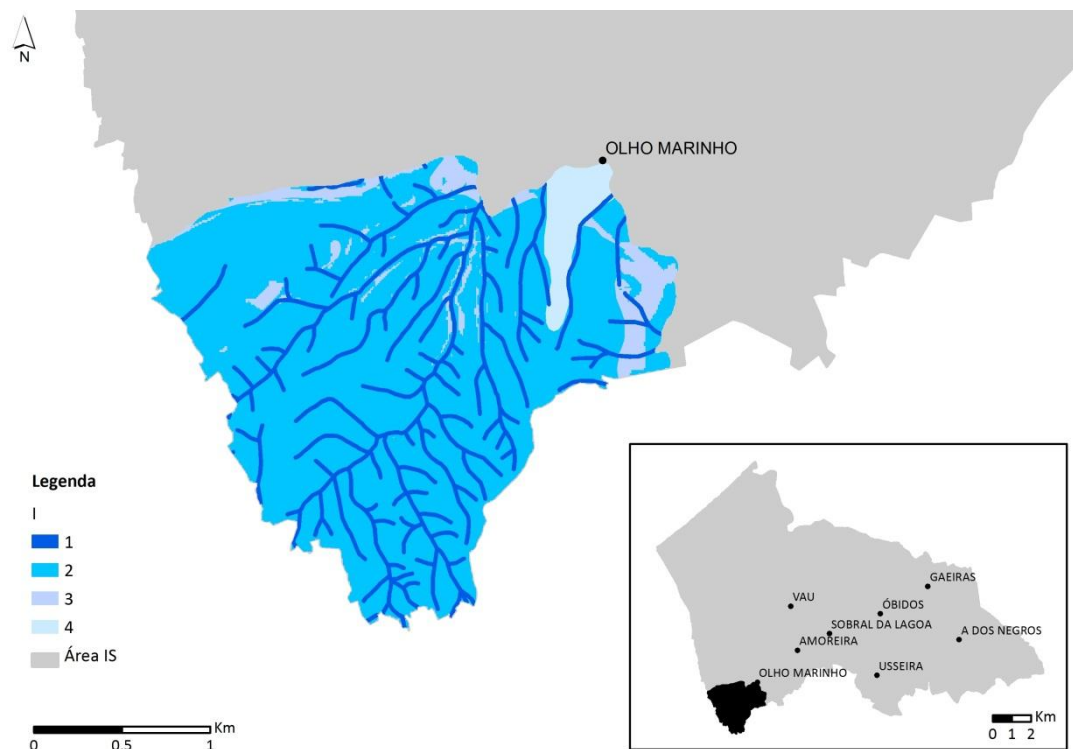 N
OLHO MARINHO
Legenda
I
1
2
3
4
Área IS
Km
0 0.5 1
GAEIRAS
VAU
ÓBIDOS
SOBRAL DA LAGOA
A DOS NEGROS
AMOREIRA
USSEIRA
OLHO MARINHO
Km
0 1 2